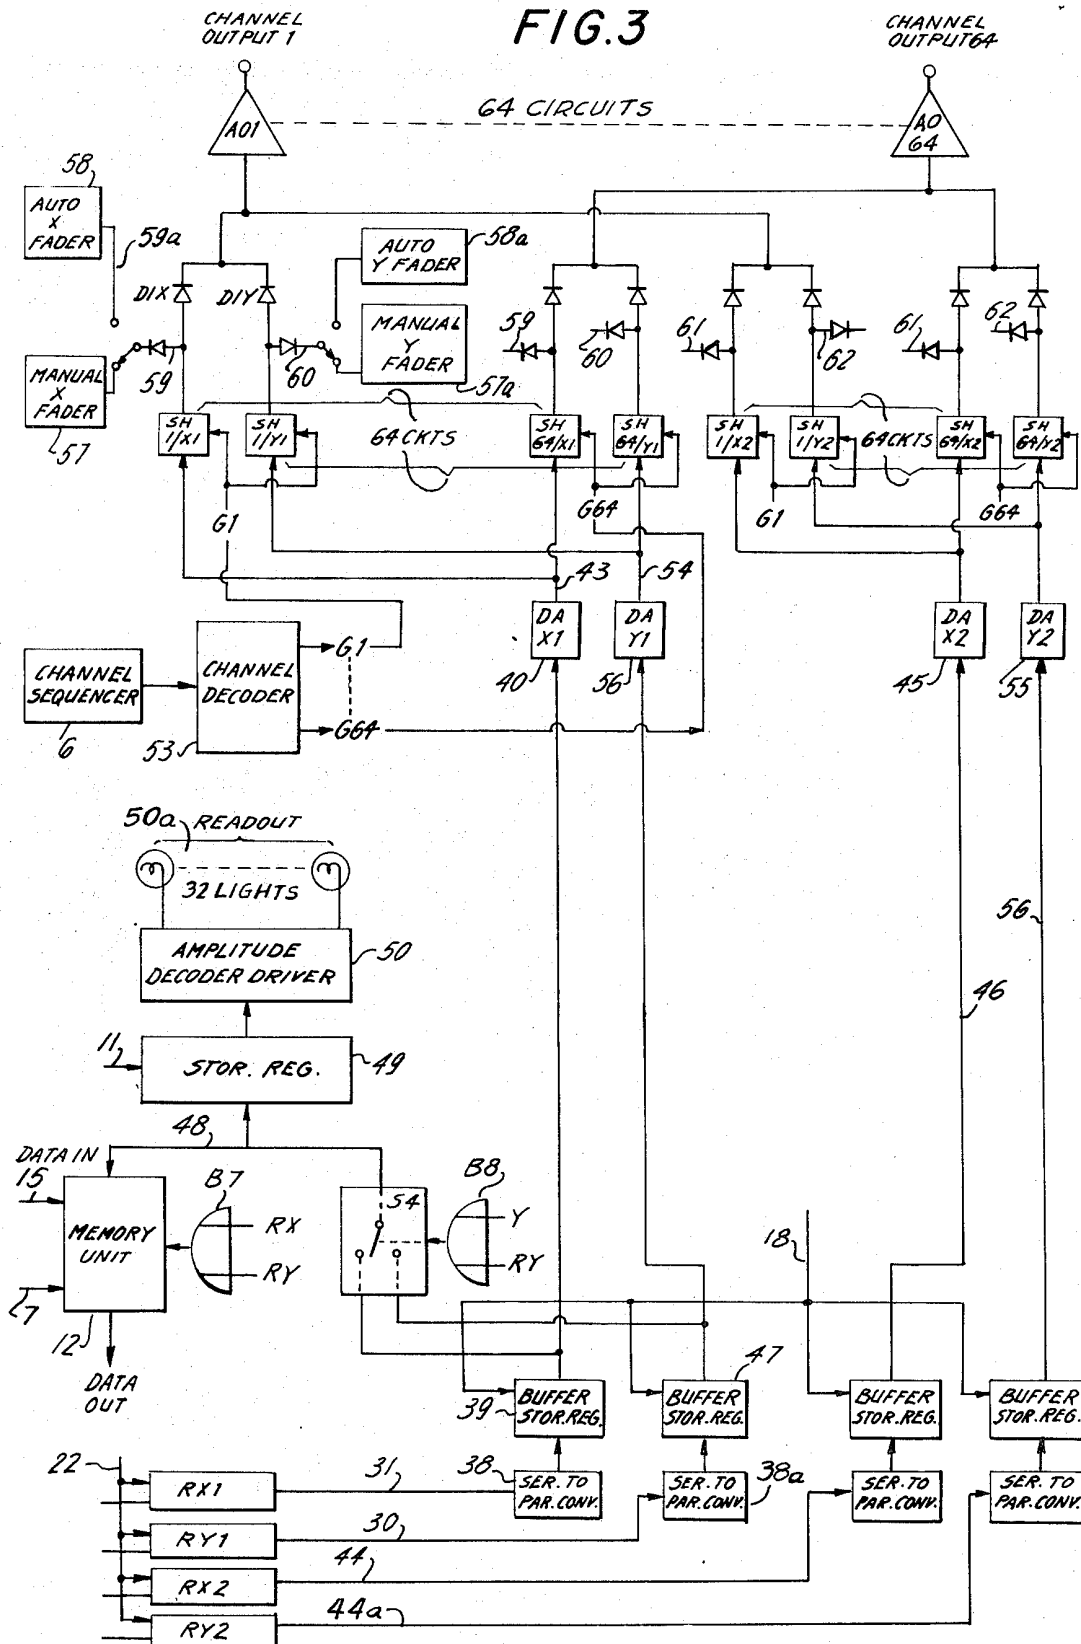 FIG.3
CHANNEL
OUTPUT 1
CHANNEL
OUTPUT 64
64 CIRCUITS
AO1
AO
64
58
AUTO
X
FADER
59a
58a
AUTO
Y FADER
D1X
D1Y
MANUAL
Y
FADER
57a
59
60
59
60
61
62
61
62
MANUAL
X
FADER
57
SH
1/X1
SH
1/Y1
64 CKTS
SH
64/X1
SH
64/Y1
SH
1/X2
SH
1/Y2
64 CKTS
SH
64/X2
SH
64/Y2
G1
G64
G1
G64
43
54
DA
X1
40
DA
Y1
56
DA
X2
45
DA
Y2
55
CHANNEL
SEQUENCER
6
CHANNEL
DECODER
53
G1
G64
50a
READOUT
32 LIGHTS
AMPLITUDE
DECODER DRIVER
50
56
46
11
STOR. REG.
49
48
DATA IN
15
MEMORY
UNIT
7
12
DATA
OUT
B7
RX
RY
S4
B8
Y
RY
18
BUFFER
STOR.REG.
39
BUFFER
STOR.REG.
47
BUFFER
STOR.REG.
BUFFER
STOR.REG.
22
RX1
31
38
SER. TO
PAR.CONV.
SER. TO
PAR.CONV.
38a
SER. TO
PAR.CONV.
SER. TO
PAR.CONV.
RY1
30
RX2
44
RY2
44a